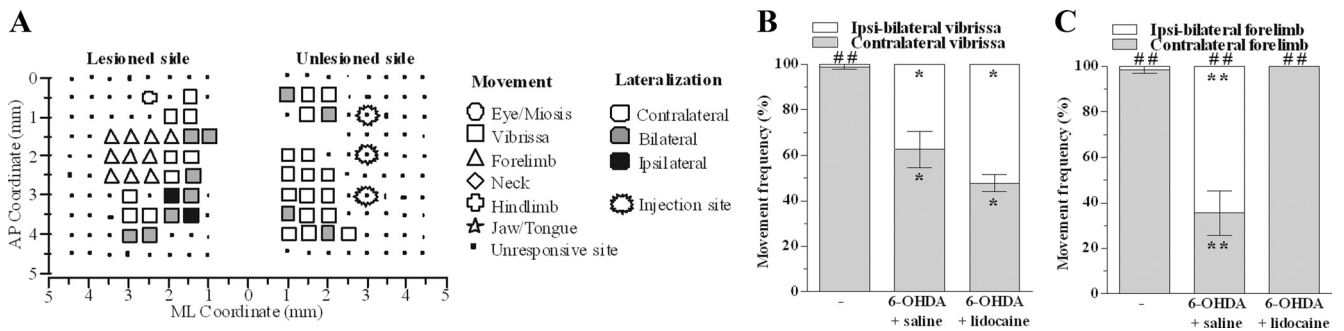 A
Lesioned side
Unlesioned side
AP Coordinate (mm)
0
1
2
3
4
5
5 4 3 2 1 0 1 2 3 4 5
ML Coordinate (mm)
Movement
Eye/Miosis
Vibrissa
Forelimb
Neck
Hindlimb
Jaw/Tongue
Unresponsive site
Lateralization
Contralateral
Bilateral
Ipsilateral
Injection site
B
Ipsi-bilateral vibrissa
Contralateral vibrissa
Movement frequency (%)
100
80
60
40
20
0
##
*
*
*
*
-
6-OHDA + saline
6-OHDA + lidocaine
C
Ipsi-bilateral forelimb
Contralateral forelimb
Movement frequency (%)
100
80
60
40
20
0
##
##
##
**
**
-
6-OHDA + saline
6-OHDA + lidocaine